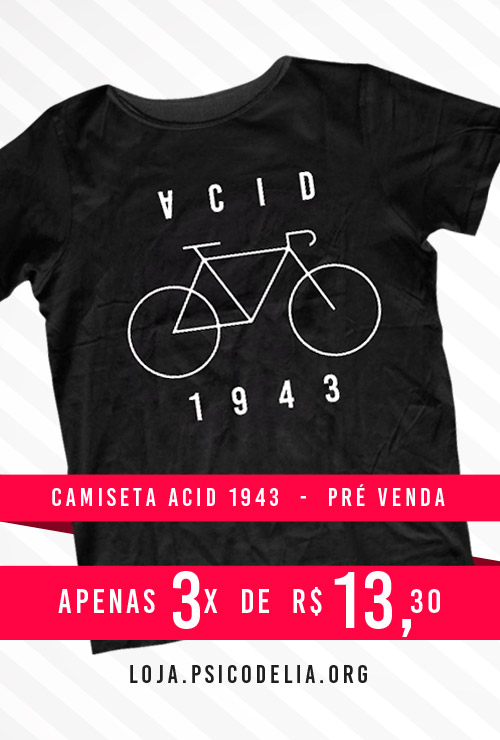 ACID
1943
CAMISETA ACID 1943 - PRÉ VENDA
APENAS 3X DE R$ 13,30
LOJA.PSICODELIA.ORG